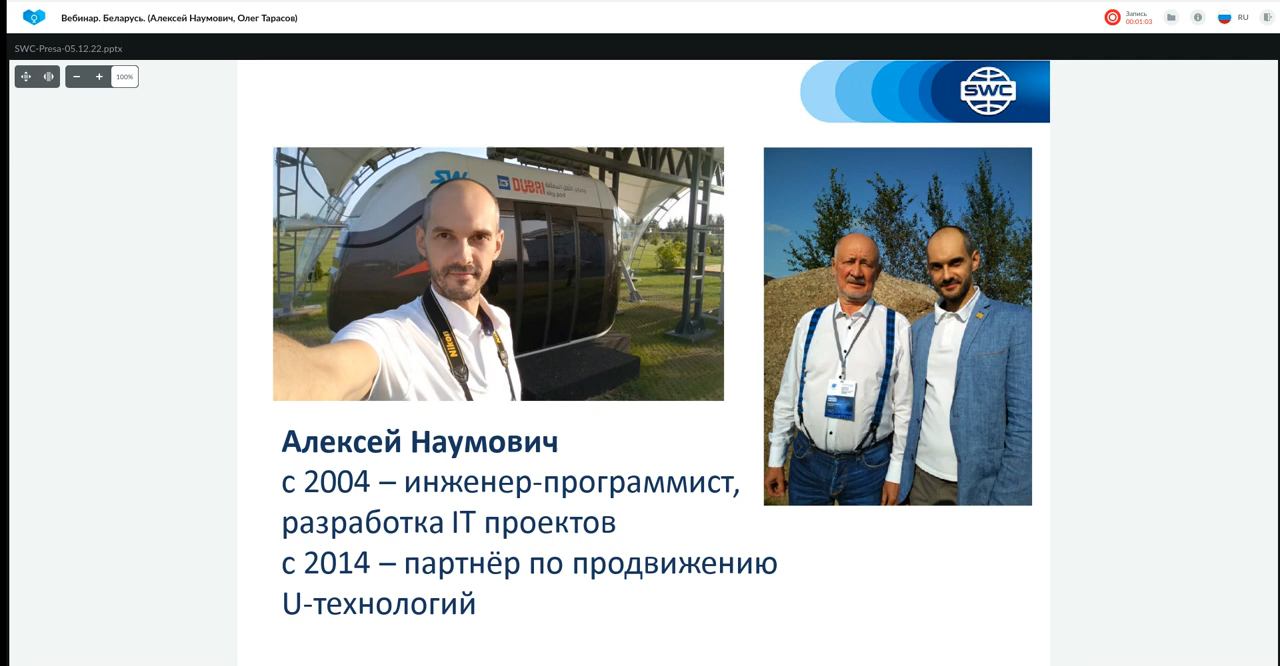 Вебинар. Беларусь. (Алексей Наумович, Олег Тарасов)
Запись
00:01:03
RU
SWC-Presa-05.12.22.pptx
100%
SWC
SW
DUBAI
Nikon
Алексей Наумович
с 2004 – инженер-программист,
разработка IT проектов
с 2014 – партнёр по продвижению
U-технологий